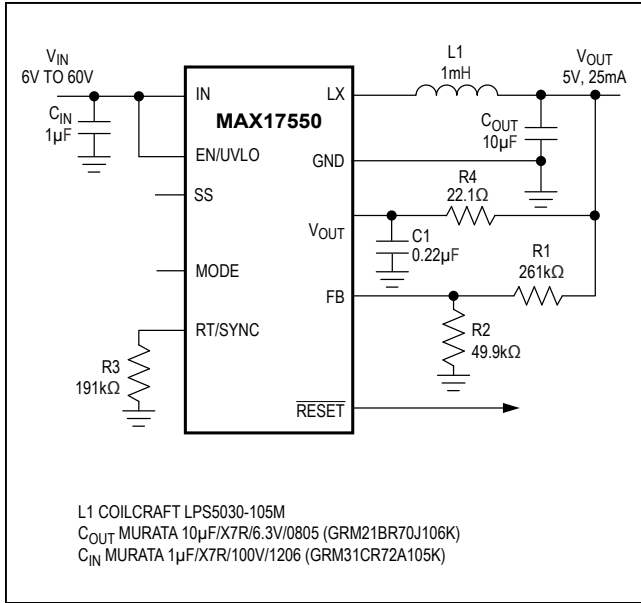 VIN
6V TO 60V
CIN
1µF
IN
EN/UVLO
SS
MODE
RT/SYNC
R3
191kΩ
MAX17550
LX
GND
VOUT
FB
RESET
L1
1mH
VOUT
5V, 25mA
COUT
10µF
R4
22.1Ω
C1
0.22µF
R1
261kΩ
R2
49.9kΩ
L1 COILCRAFT LPS5030-105M
COUT MURATA 10µF/X7R/6.3V/0805 (GRM21BR70J106K)
CIN MURATA 1µF/X7R/100V/1206 (GRM31CR72A105K)